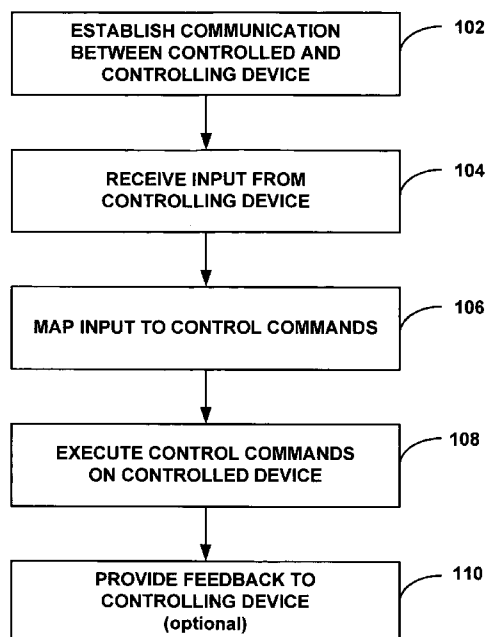 ESTABLISH COMMUNICATION
BETWEEN CONTROLLED AND
CONTROLLING DEVICE
102
RECEIVE INPUT FROM
CONTROLLING DEVICE
104
MAP INPUT TO CONTROL COMMANDS
106
EXECUTE CONTROL COMMANDS
ON CONTROLLED DEVICE
108
PROVIDE FEEDBACK TO
CONTROLLING DEVICE
(optional)
110